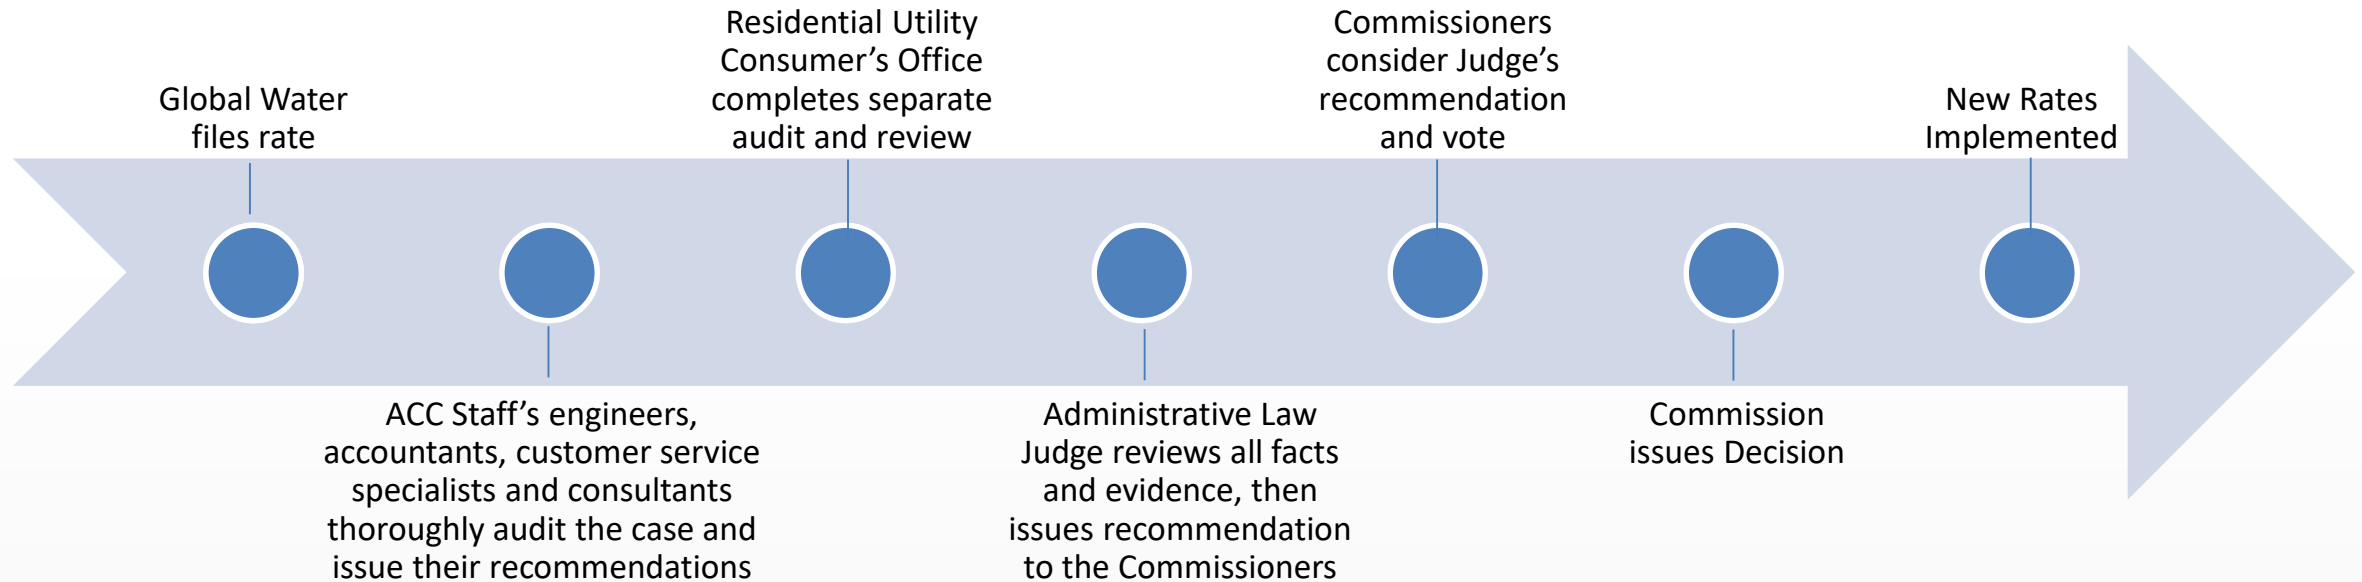 Global Water
files rate
ACC Staff’s engineers,
accountants, customer service
specialists and consultants
thoroughly audit the case and
issue their recommendations
Residential Utility
Consumer’s Office
completes separate
audit and review
Administrative Law
Judge reviews all facts
and evidence, then
issues recommendation
to the Commissioners
Commissioners
consider Judge’s
recommendation
and vote
Commission
issues Decision
New Rates
Implemented